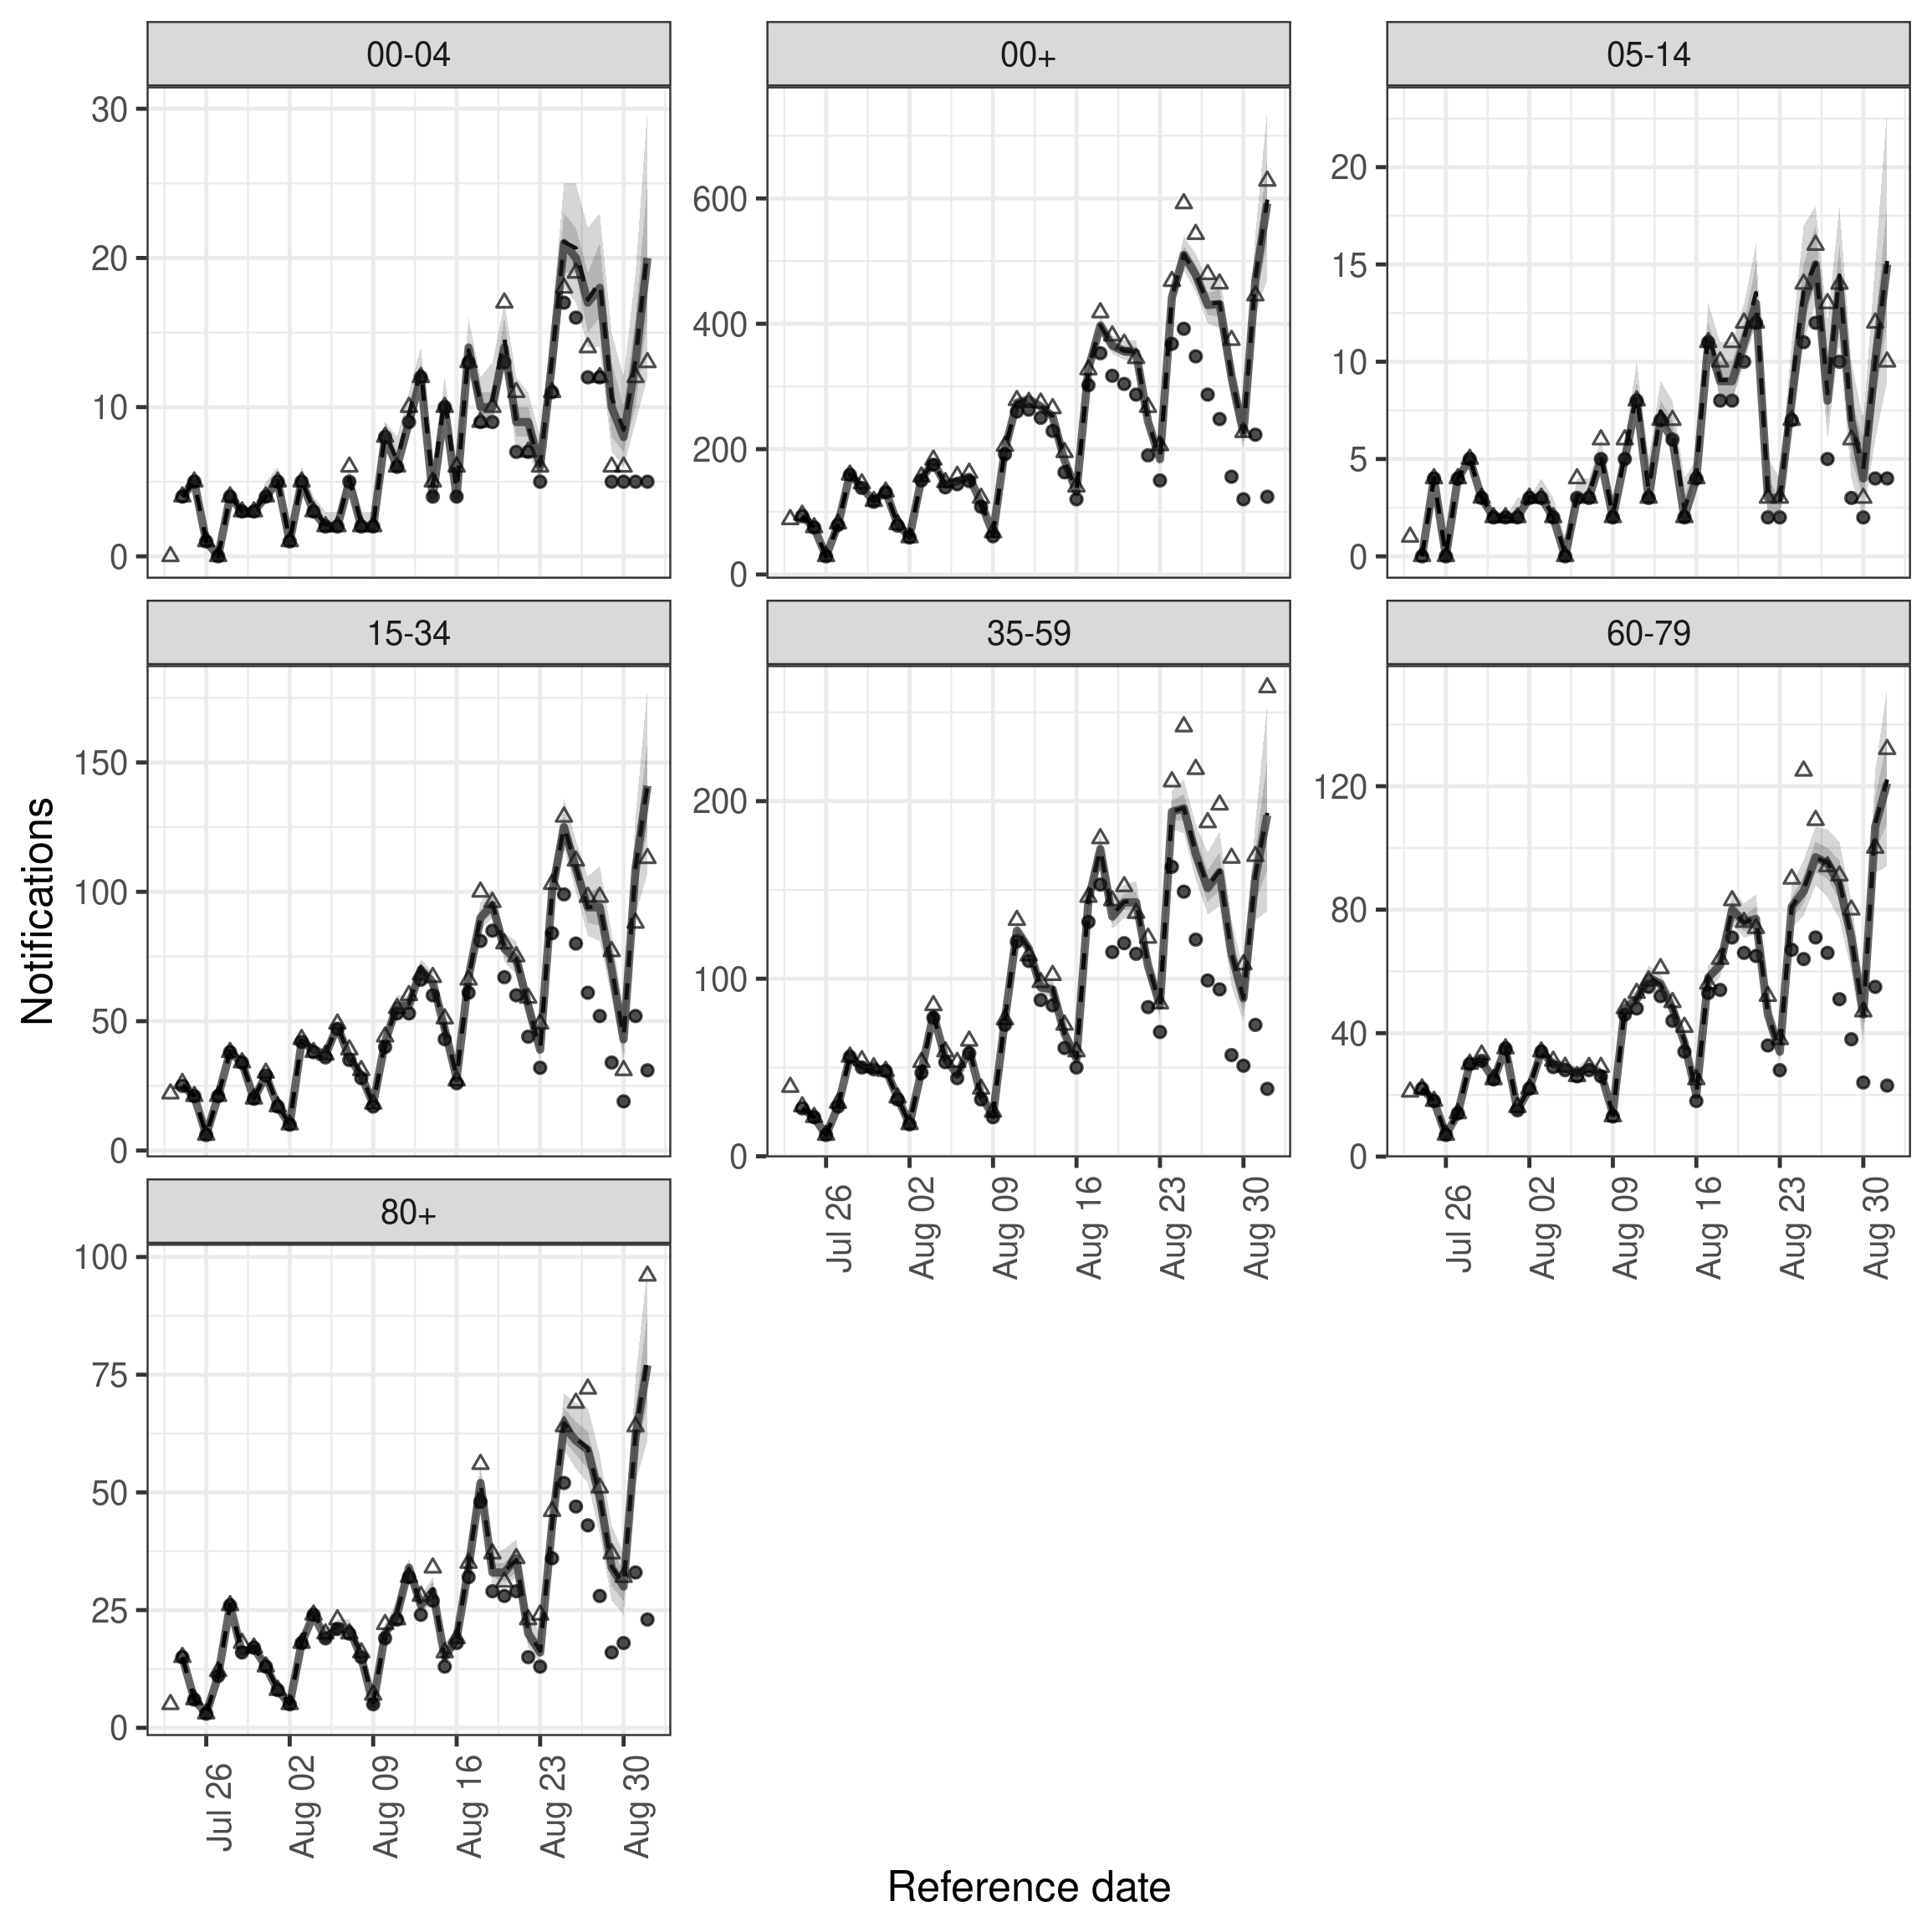 00-04
00+
05-14
30
20
10
0
600
400
200
0
20
15
10
5
0
15-34
35-59
60-79
150
100
50
0
200
100
0
120
80
40
0
Jul 26
Aug 02
Aug 09
Aug 16
Aug 23
Aug 30
Jul 26
Aug 02
Aug 09
Aug 16
Aug 23
Aug 30
80+
100
75
50
25
0
Jul 26
Aug 02
Aug 09
Aug 16
Aug 23
Aug 30
Notifications
Reference date